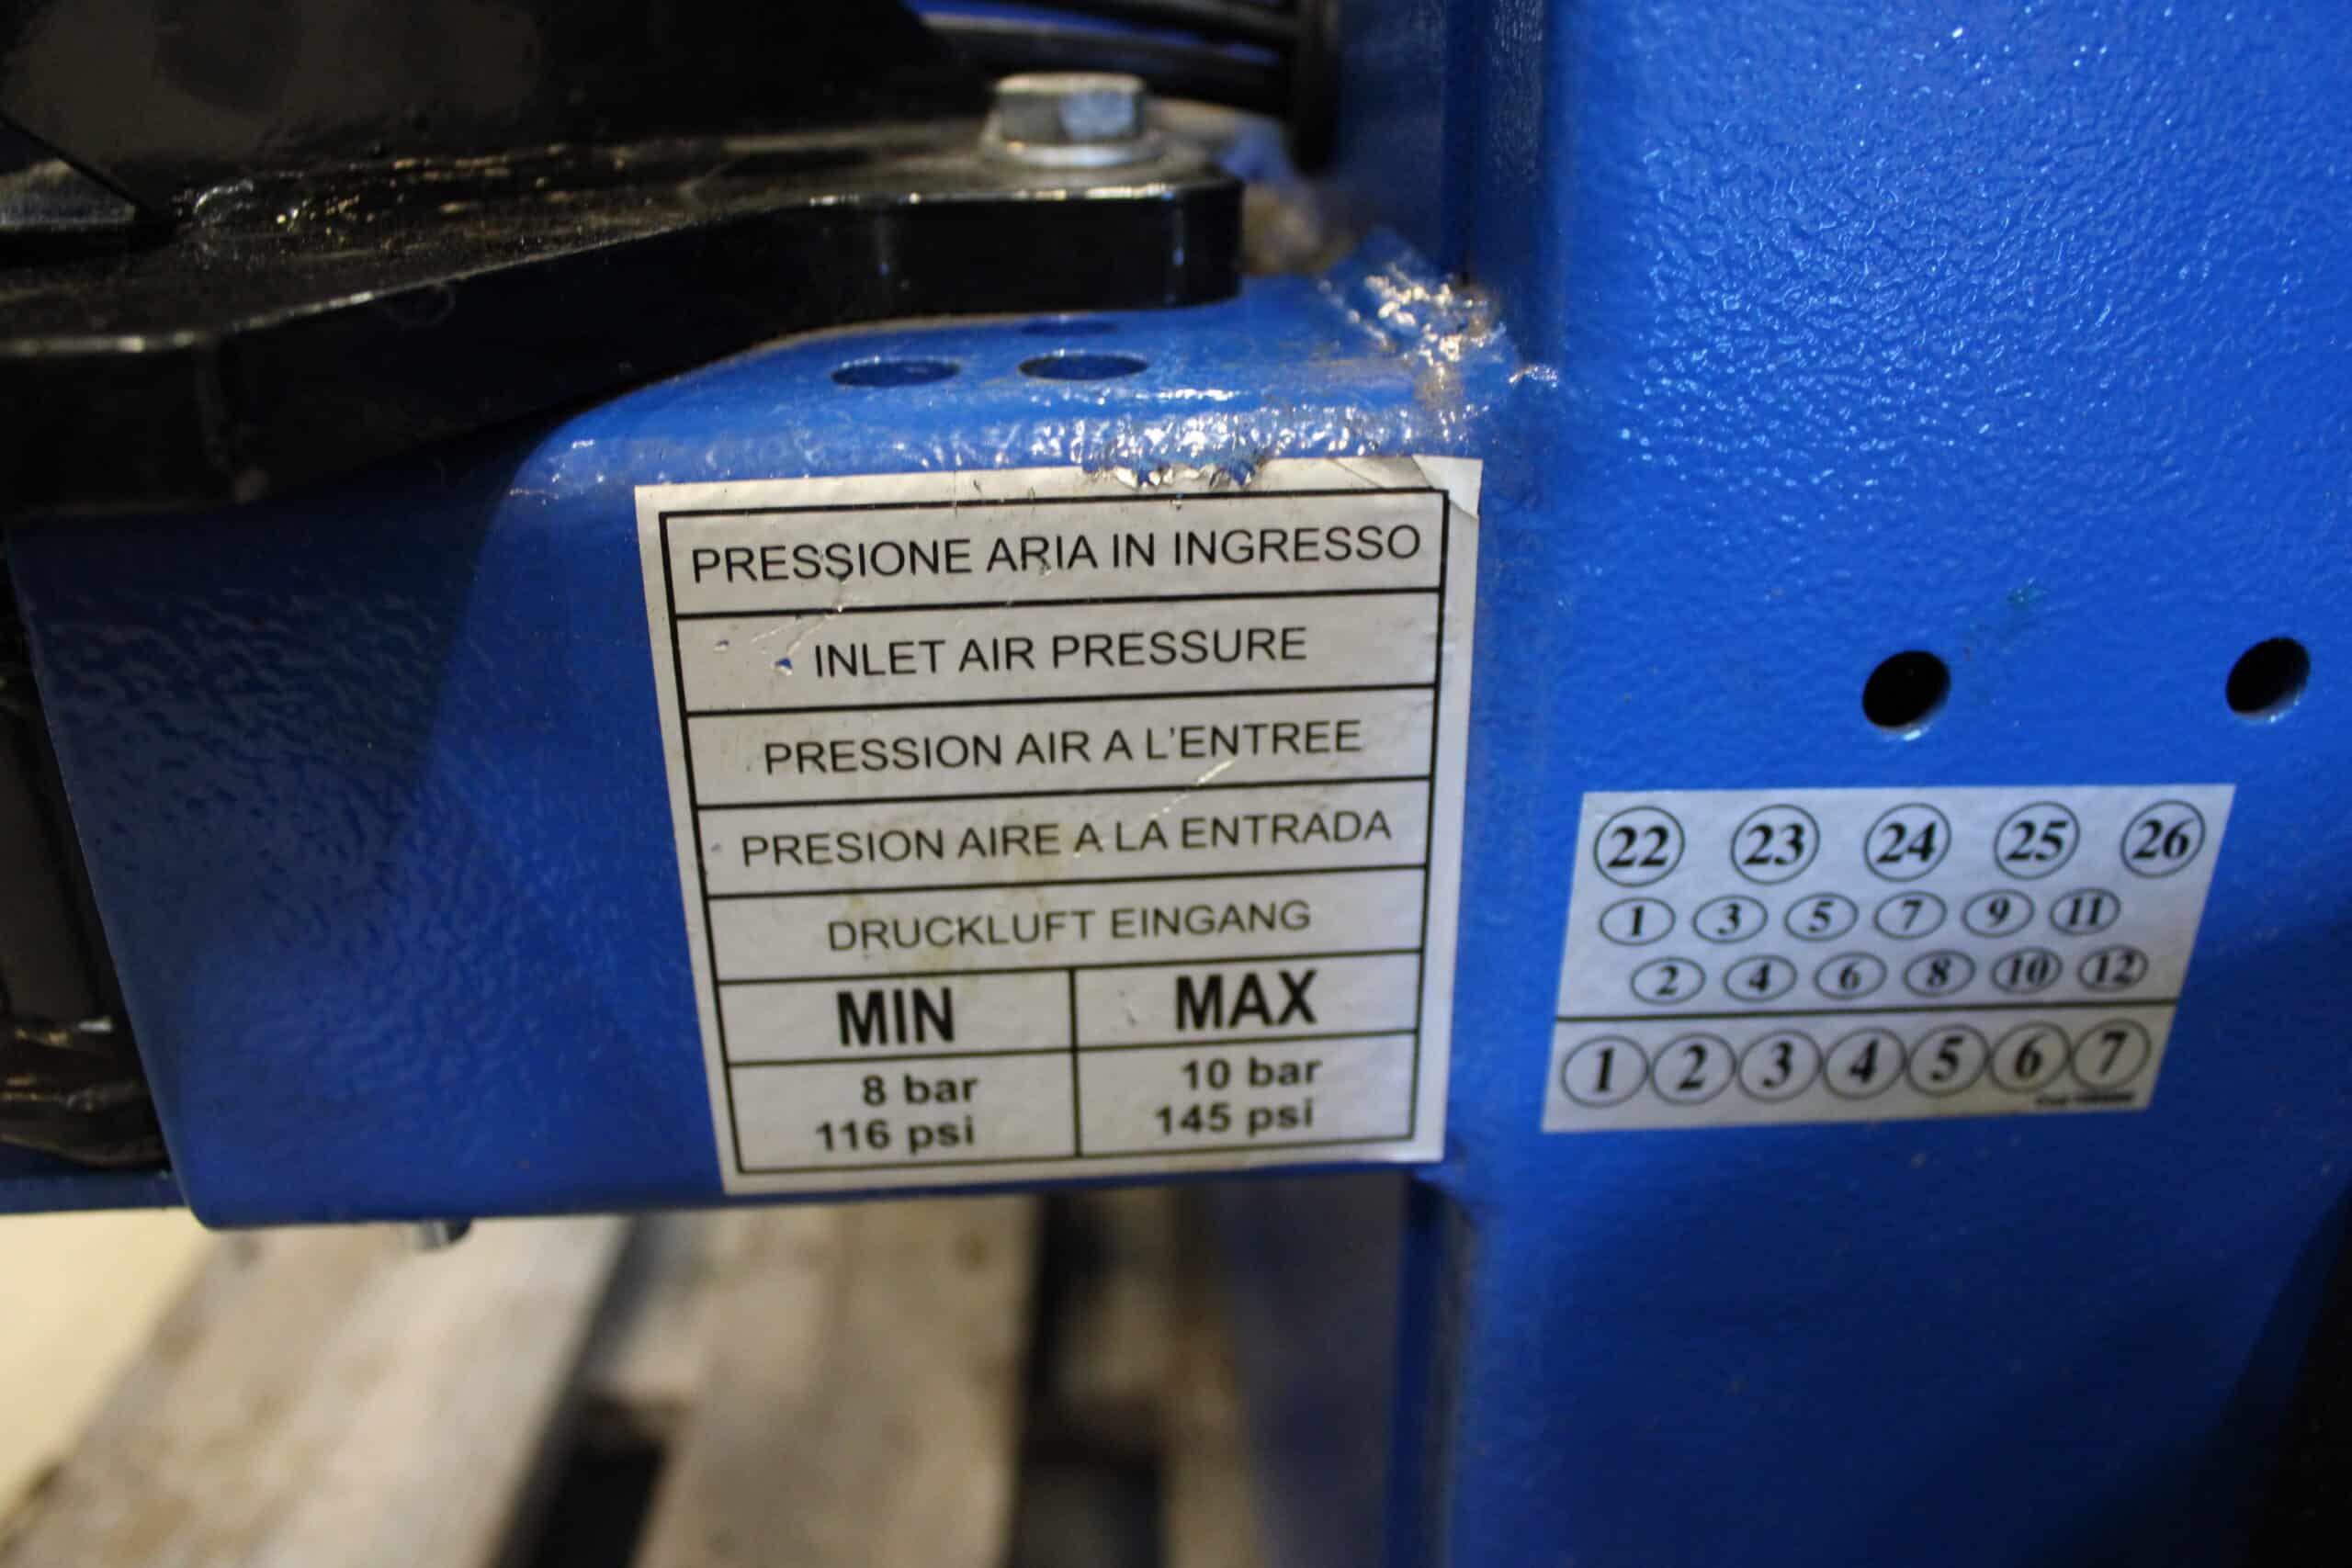 PRESSIONE ARIA IN INGRESSO
INLET AIR PRESSURE
PRESSION AIR A L'ENTREE
PRESION AIRE A LA ENTRADA
DRUCKLUFT EINGANG
MIN MAX
8 bar 10 bar
116 psi 145 psi
22 23 24 25 26
1 3 5 7 9 11
2 4 6 8 10 12
1 2 3 4 5 6 7